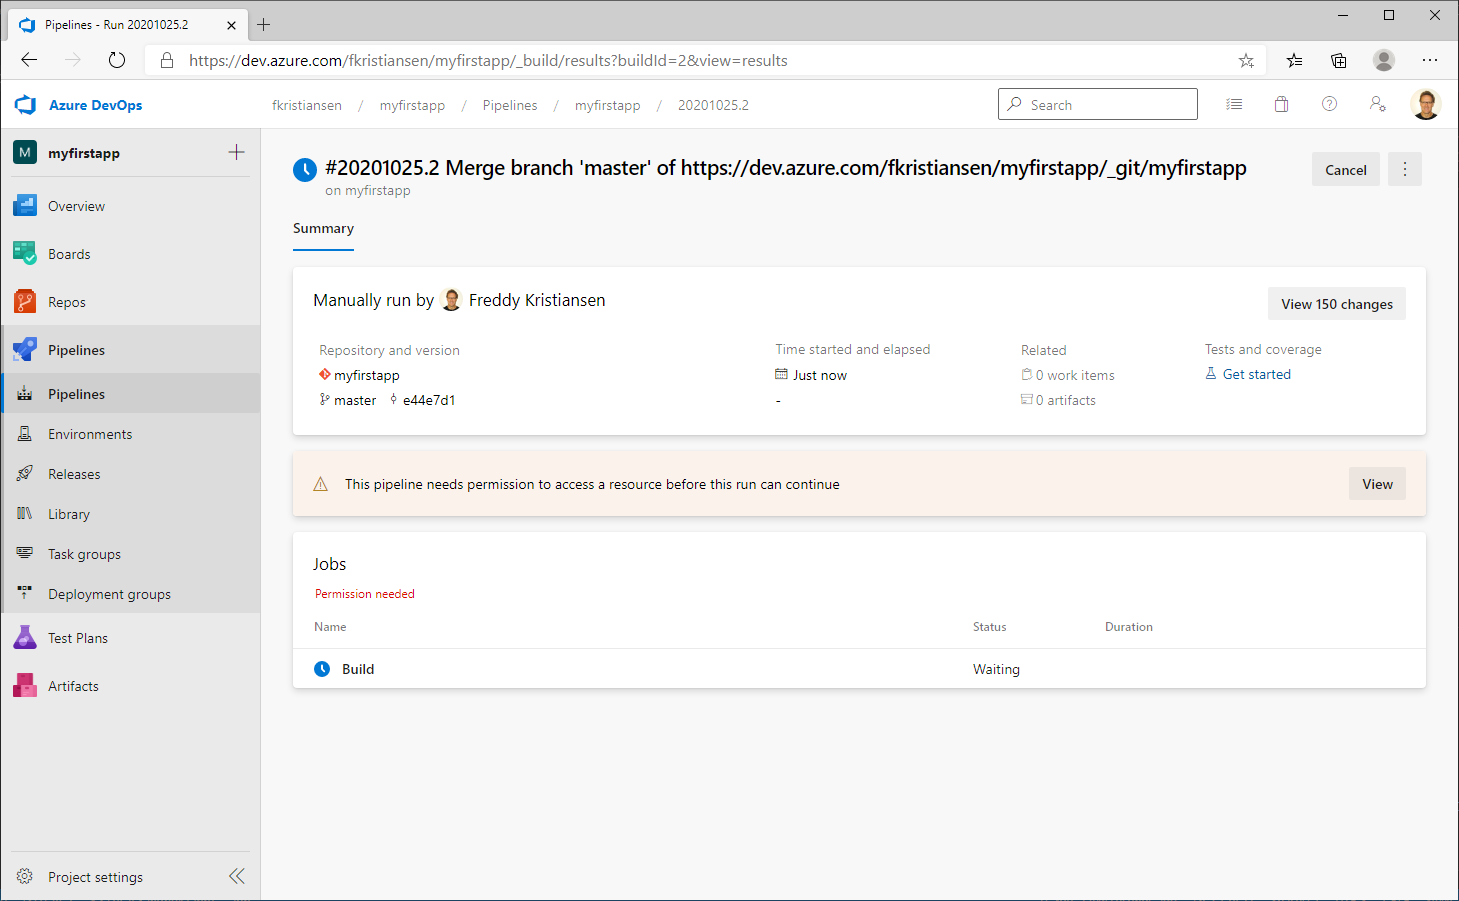 Pipelines - Run 20201025.2
https://dev.azure.com/fkristiansen/myfirstapp/_build/results?buildId=2&view=results
Azure DevOps
fkristiansen / myfirstapp / Pipelines / myfirstapp / 20201025.2
Search
M myfirstapp
Overview
Boards
Repos
Pipelines
Pipelines
Environments
Releases
Library
Task groups
Deployment groups
Test Plans
Artifacts
Project settings
#20201025.2 Merge branch 'master' of https://dev.azure.com/fkristiansen/myfirstapp/_git/myfirstapp
on myfirstapp
Cancel
Summary
Manually run by Freddy Kristiansen
View 150 changes
Repository and version
myfirstapp
master e44e7d1
Time started and elapsed
Just now
-
Related
0 work items
0 artifacts
Tests and coverage
Get started
This pipeline needs permission to access a resource before this run can continue
View
Jobs
Permission needed
Name Status Duration
Build Waiting